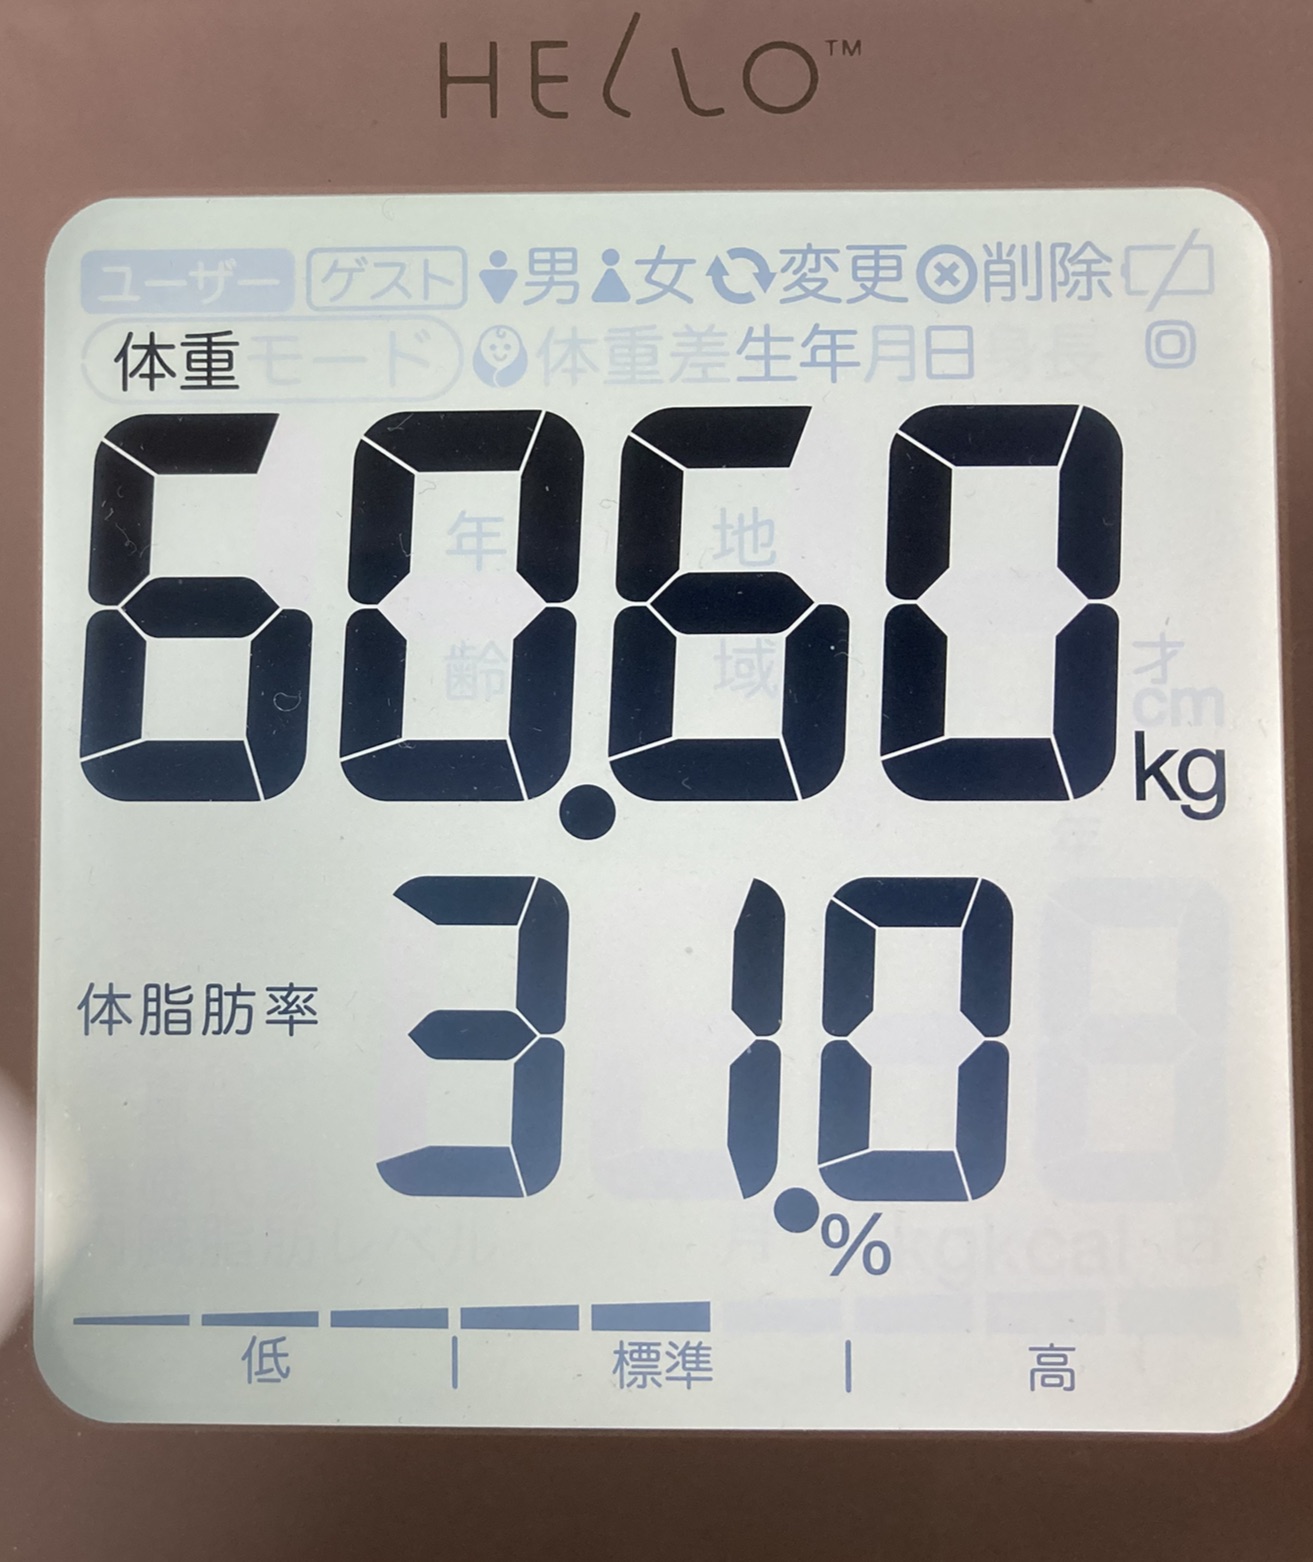 HELLO™
ユーザー ゲスト 男 女 変更 削除
体重モード 体重差 生年月日 身長
60.60 kg
年齢 地域 才 cm
体脂肪率 31.0 %
kgkcal
低 | 標準 | 高